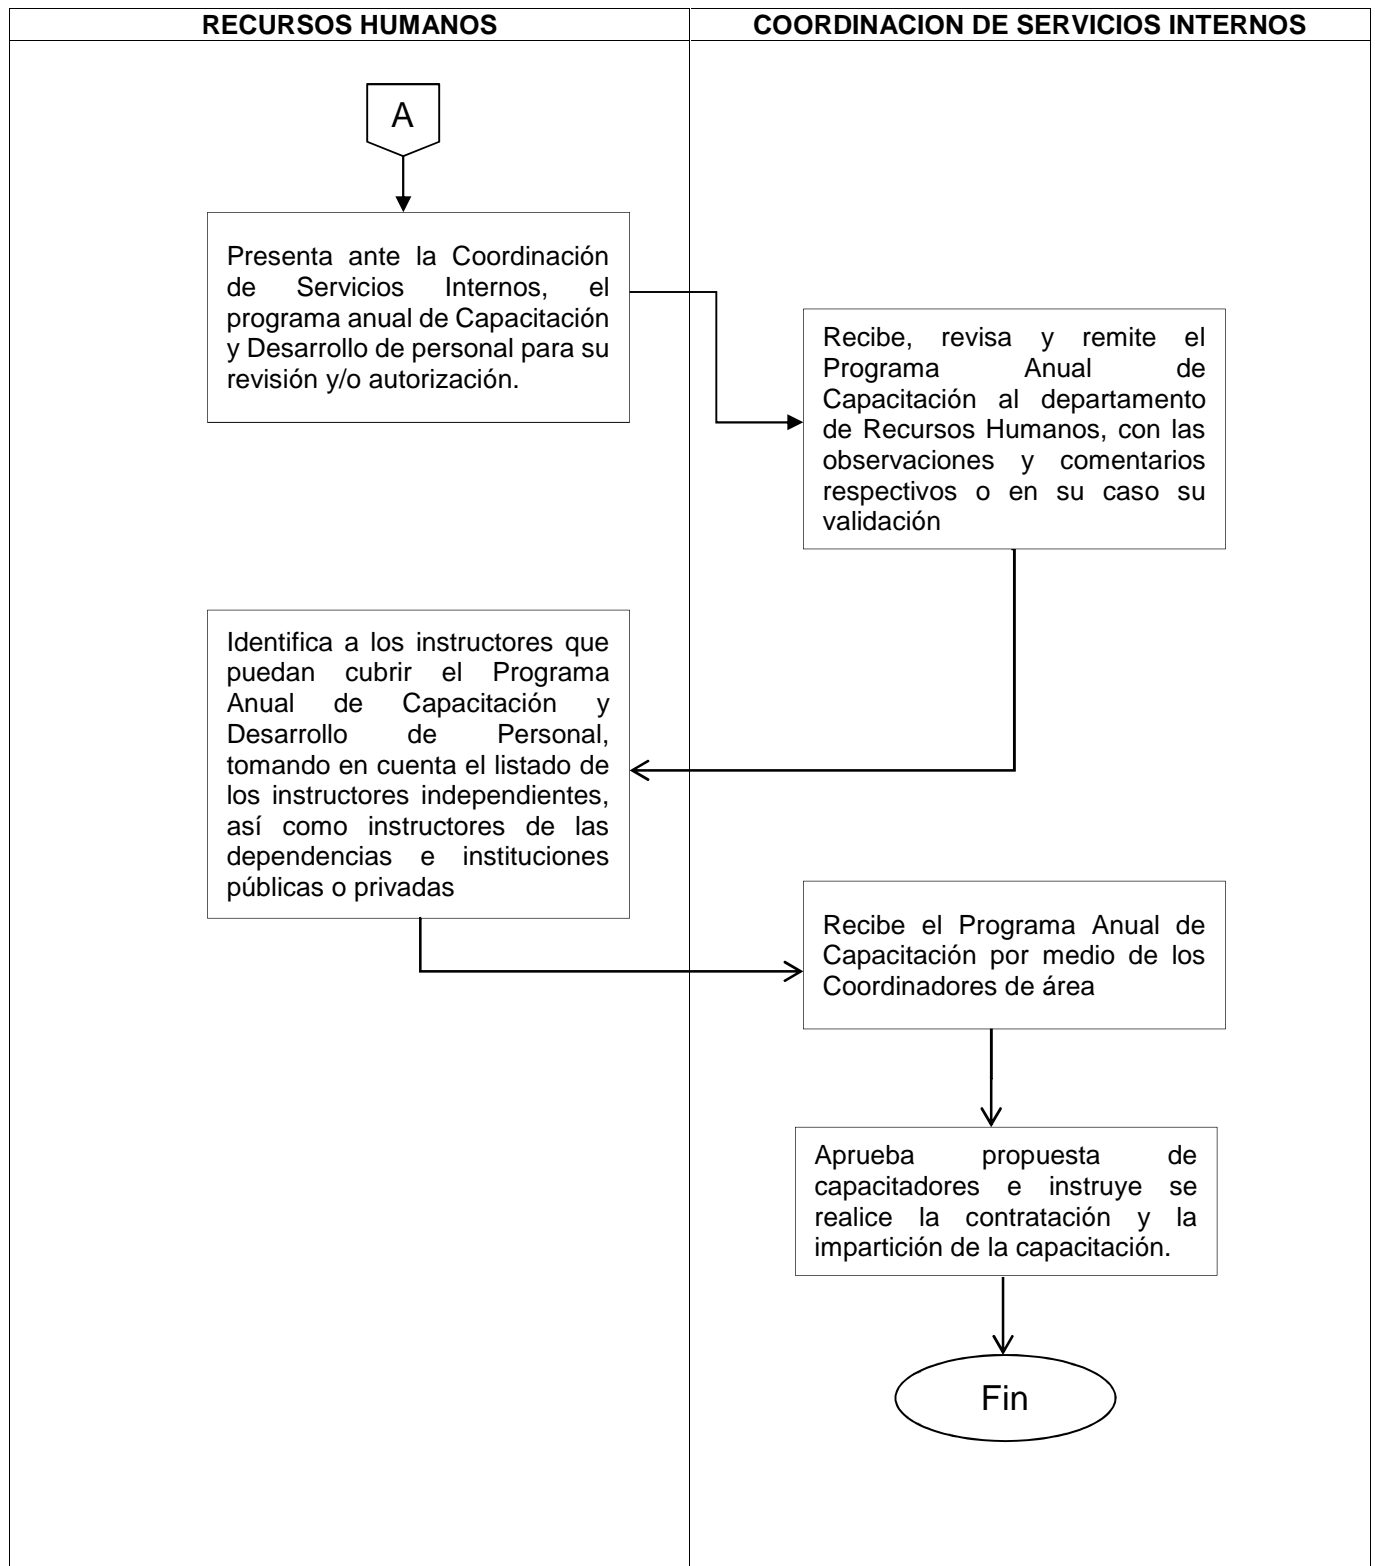 RECURSOS HUMANOS
COORDINACION DE SERVICIOS INTERNOS
A
Presenta ante la Coordinación
de Servicios Internos, el
programa anual de Capacitación
y Desarrollo de personal para su
revisión y/o autorización.
Recibe, revisa y remite el
Programa Anual de
Capacitación al departamento
de Recursos Humanos, con las
observaciones y comentarios
respectivos o en su caso su
validación
Identifica a los instructores que
puedan cubrir el Programa
Anual de Capacitación y
Desarrollo de Personal,
tomando en cuenta el listado de
los instructores independientes,
así como instructores de las
dependencias e instituciones
públicas o privadas
Recibe el Programa Anual de
Capacitación por medio de los
Coordinadores de área
Aprueba propuesta de
capacitadores e instruye se
realice la contratación y la
impartición de la capacitación.
Fin